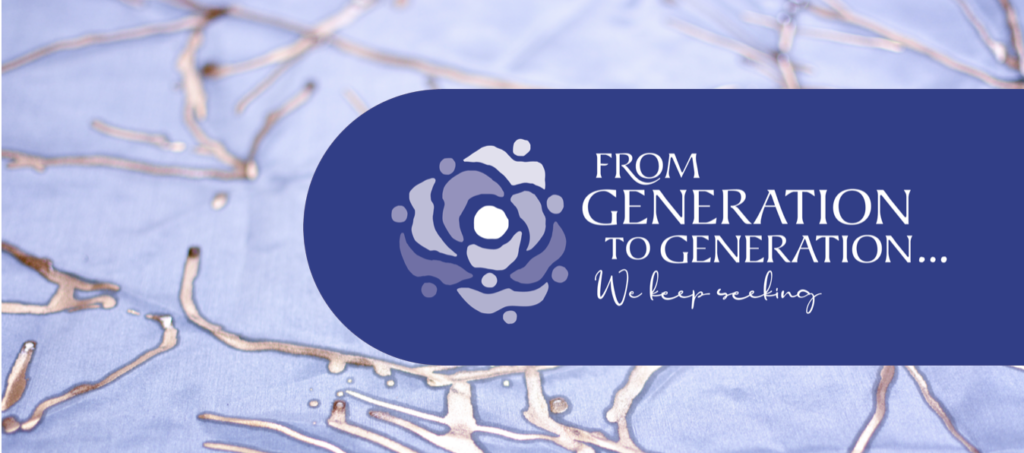 FROM
GENERATION
TO GENERATION...
We keep seeking